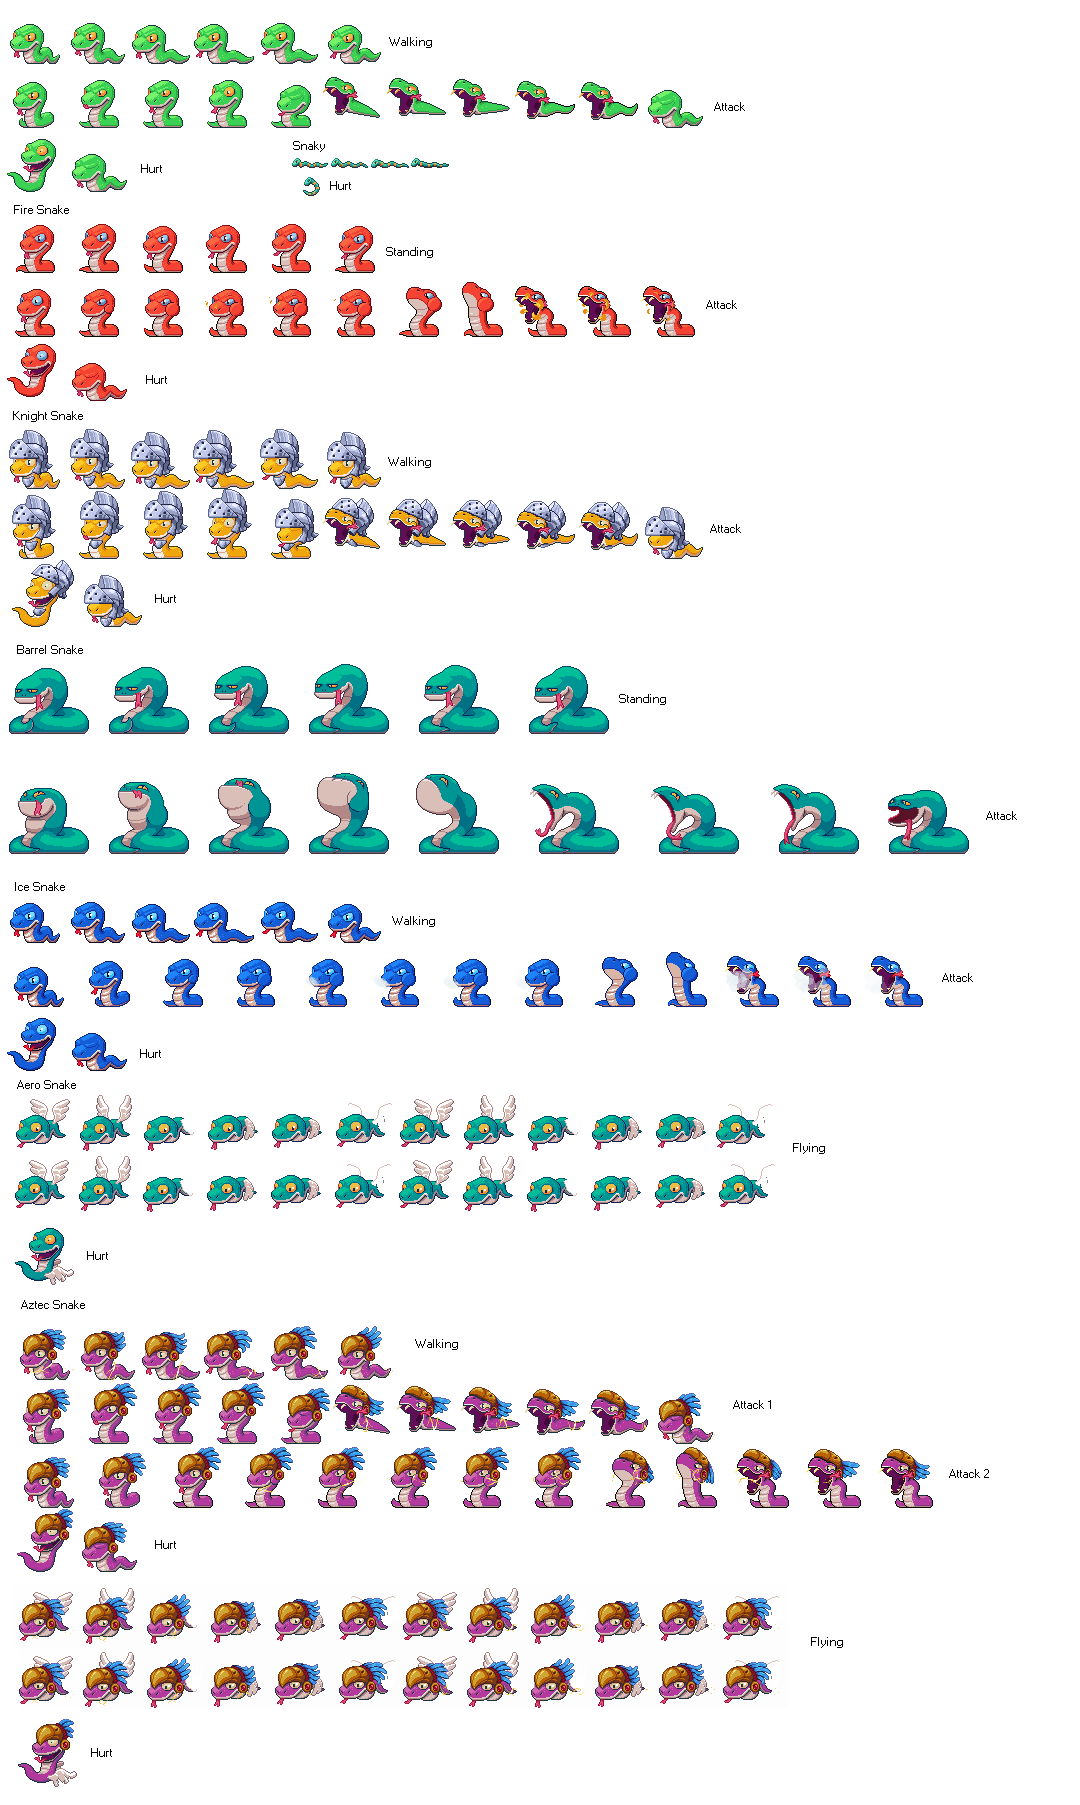 Walking
Attack
Hurt
Snaky
Hurt
Fire Snake
Standing
Attack
Hurt
Knight Snake
Walking
Attack
Hurt
Barrel Snake
Standing
Attack
Ice Snake
Walking
Attack
Hurt
Aero Snake
Flying
Hurt
Aztec Snake
Walking
Attack 1
Attack 2
Hurt
Flying
Hurt